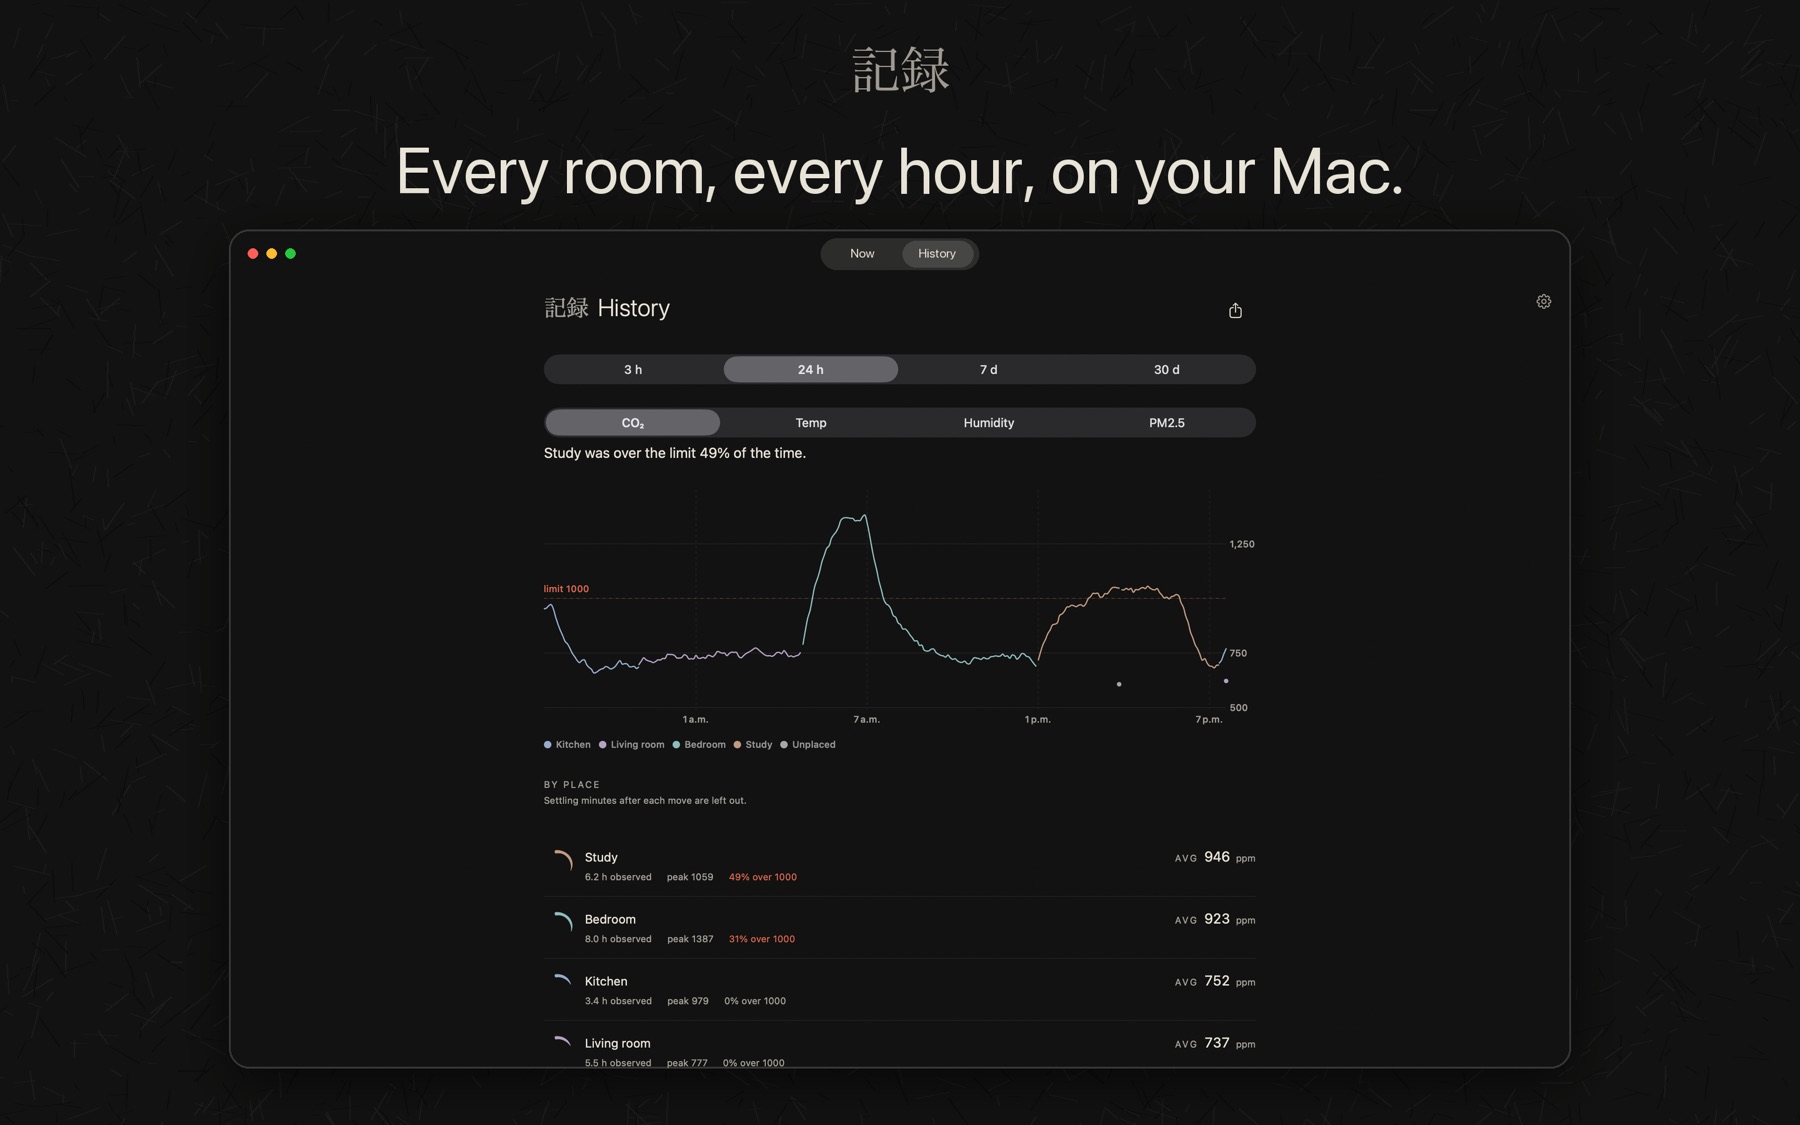 記録
Every room, every hour, on your Mac.
Now History
記録 History
3 h 24 h 7 d 30 d
CO₂ Temp Humidity PM2.5
Study was over the limit 49% of the time.
1,250
limit 1000
750
500
1 a.m. 7 a.m. 1 p.m. 7 p.m.
Kitchen Living room Bedroom Study Unplaced
BY PLACE
Settling minutes after each move are left out.
Study AVG 946 ppm
6.2 h observed peak 1059 49% over 1000
Bedroom AVG 923 ppm
8.0 h observed peak 1387 31% over 1000
Kitchen AVG 752 ppm
3.4 h observed peak 979 0% over 1000
Living room AVG 737 ppm
5.5 h observed peak 777 0% over 1000